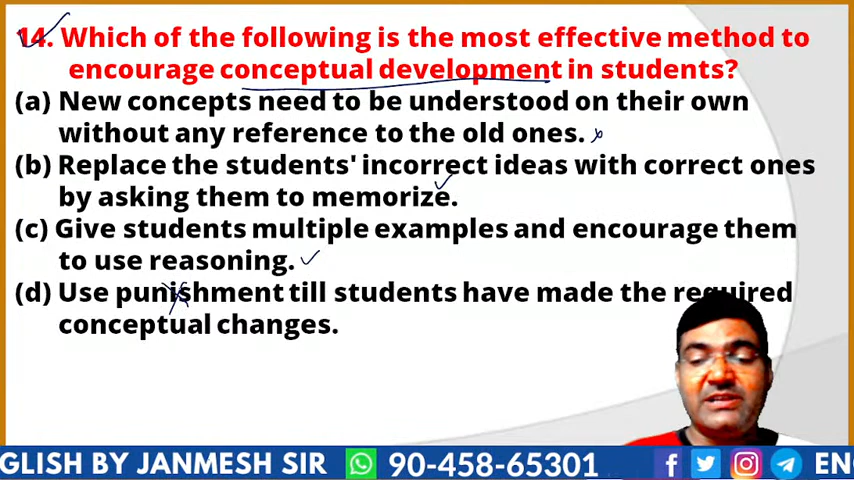 14. Which of the following is the most effective method to
encourage conceptual development in students?
(a) New concepts need to be understood on their own
without any reference to the old ones.
(b) Replace the students' incorrect ideas with correct ones
by asking them to memorize.
(c) Give students multiple examples and encourage them
to use reasoning.
(d) Use punishment till students have made the required
conceptual changes.
GLISH BY JANMESH SIR 90-458-65301 EN